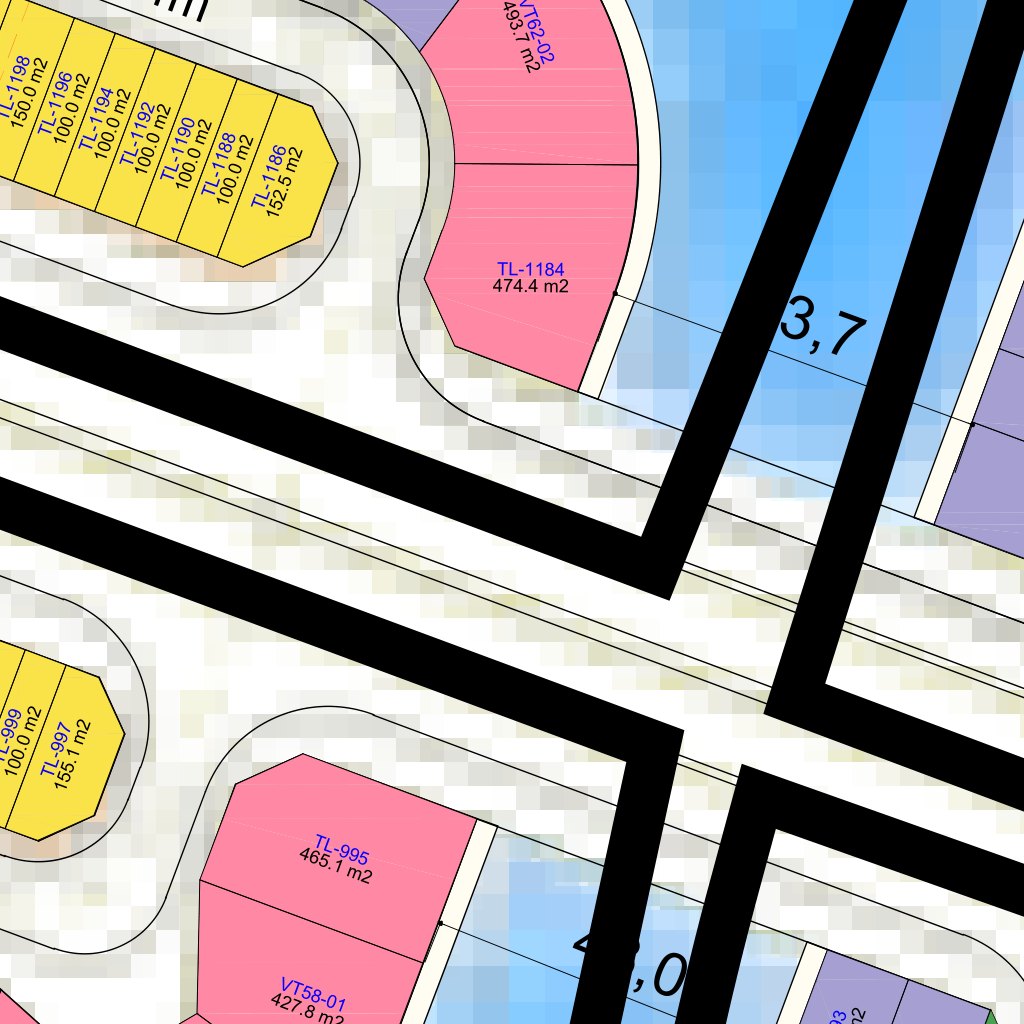 VT62-02
493.7 m2
TL-1198
150.0 m2
TL-1196
100.0 m2
TL-1194
100.0 m2
TL-1192
100.0 m2
TL-1190
100.0 m2
TL-1188
100.0 m2
TL-1186
152.5 m2
TL-1184
474.4 m2
3,7
TL-999
100.0 m2
TL-997
155.1 m2
TL-995
465.1 m2
VT58-01
427.8 m2
,0
93
m2